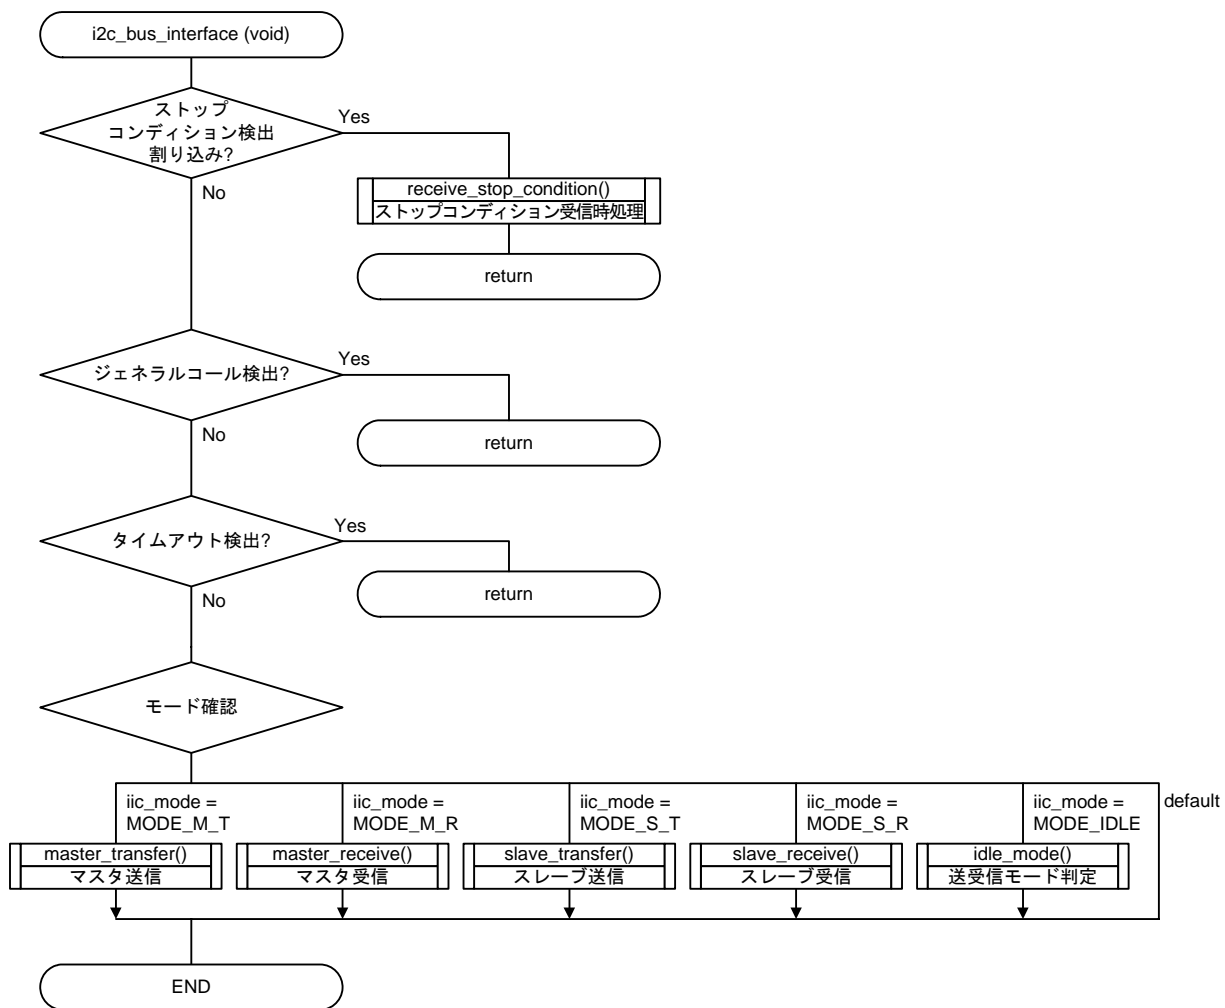 i2c_bus_interface (void)
ストップ
コンディション検出
割り込み?
Yes
No
receive_stop_condition()
ストップコンディション受信時処理
return
ジェネラルコール検出?
Yes
No
return
タイムアウト検出?
Yes
No
return
モード確認
iic_mode =
MODE_M_T
iic_mode =
MODE_M_R
iic_mode =
MODE_S_T
iic_mode =
MODE_S_R
iic_mode =
MODE_IDLE
default
master_transfer()
マスタ送信
master_receive()
マスタ受信
slave_transfer()
スレーブ送信
slave_receive()
スレーブ受信
idle_mode()
送受信モード判定
END